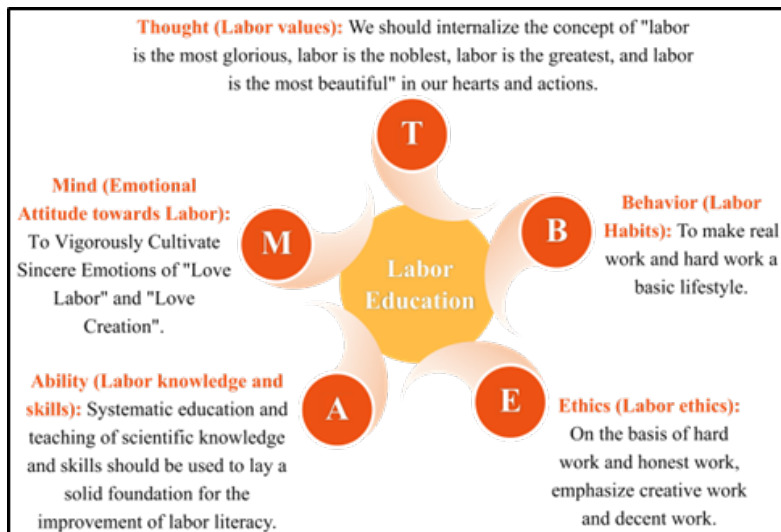 Thought (Labor values): We should internalize the concept of "labor
is the most glorious, labor is the noblest, labor is the greatest, and labor
is the most beautiful" in our hearts and actions.
T
Mind (Emotional
Attitude towards Labor):
To Vigorously Cultivate
Sincere Emotions of "Love
Labor" and "Love
Creation".
M
B
Behavior (Labor
Habits): To make real
work and hard work a
basic lifestyle.
Labor
Education
Ability (Labor knowledge and
skills): Systematic education and
teaching of scientific knowledge
and skills should be used to lay a
solid foundation for the
improvement of labor literacy.
A
E
Ethics (Labor ethics):
On the basis of hard
work and honest work,
emphasize creative work
and decent work.